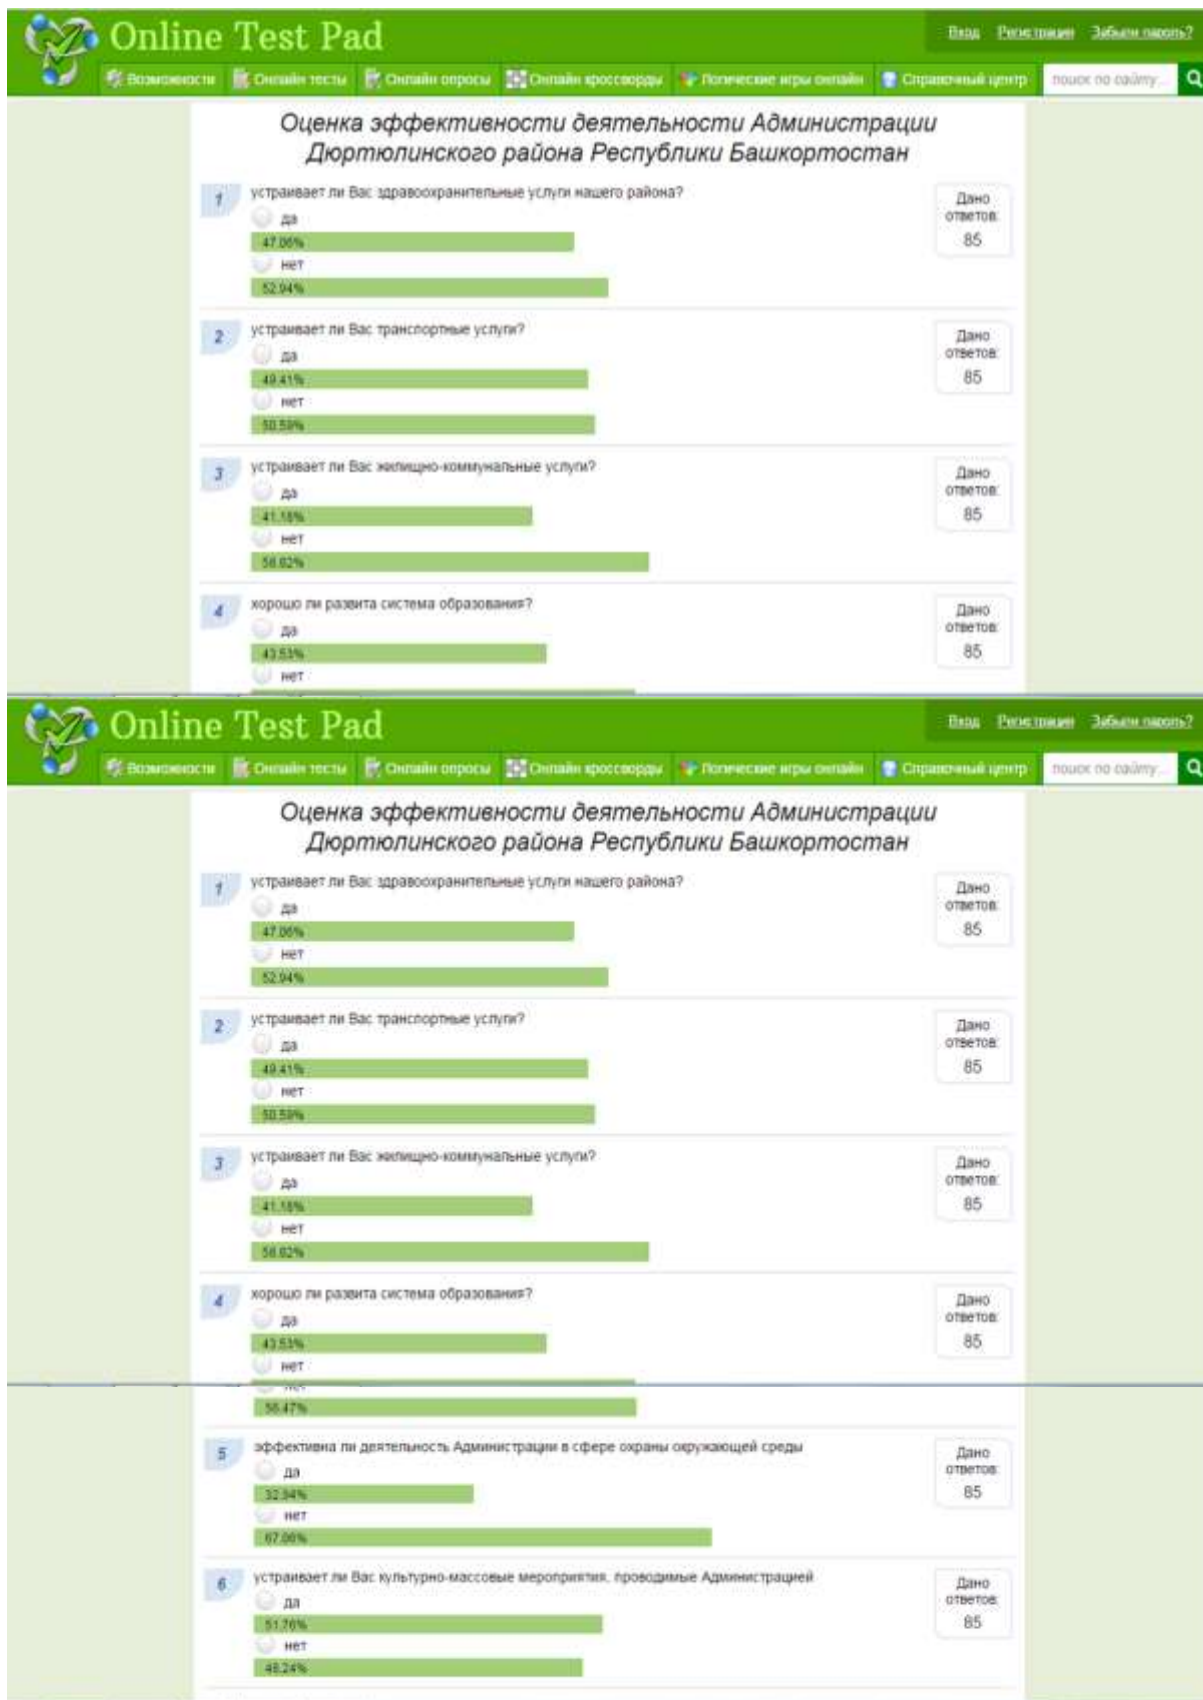 Online Test Pad
Вход Регистрация Забыли пароль?
Возможности Онлайн тесты Онлайн опросы Онлайн кроссворды Логические игры онлайн Справочный центр поиск по сайту...
Оценка эффективности деятельности Администрации
Дюртюлинского района Республики Башкортостан
1 устраивает ли Вас здравоохранительные услуги нашего района?
Дано
ответов:
85
да
47.06%
нет
52.94%
2 устраивает ли Вас транспортные услуги?
Дано
ответов:
85
да
49.41%
нет
50.59%
3 устраивает ли Вас жилищно-коммунальные услуги?
Дано
ответов:
85
да
41.18%
нет
58.82%
4 хорошо ли развита система образования?
Дано
ответов:
85
да
43.53%
нет
Online Test Pad
Вход Регистрация Забыли пароль?
Возможности Онлайн тесты Онлайн опросы Онлайн кроссворды Логические игры онлайн Справочный центр поиск по сайту...
Оценка эффективности деятельности Администрации
Дюртюлинского района Республики Башкортостан
1 устраивает ли Вас здравоохранительные услуги нашего района?
Дано
ответов:
85
да
47.06%
нет
52.94%
2 устраивает ли Вас транспортные услуги?
Дано
ответов:
85
да
49.41%
нет
50.59%
3 устраивает ли Вас жилищно-коммунальные услуги?
Дано
ответов:
85
да
41.18%
нет
58.82%
4 хорошо ли развита система образования?
Дано
ответов:
85
да
43.53%
нет
56.47%
5 эффективна ли деятельность Администрации в сфере охраны окружающей среды
Дано
ответов:
85
да
32.94%
нет
67.06%
6 устраивает ли Вас культурно-массовые мероприятия, проводимые Администрацией
Дано
ответов:
85
да
51.76%
нет
48.24%